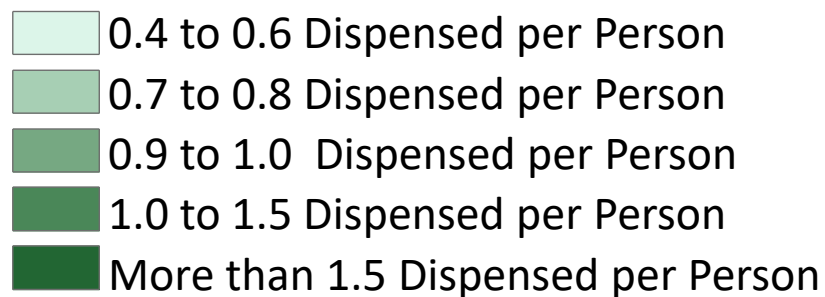 0.4 to 0.6 Dispensed per Person
0.7 to 0.8 Dispensed per Person
0.9 to 1.0  Dispensed per Person
1.0 to 1.5 Dispensed per Person
More than 1.5 Dispensed per Person